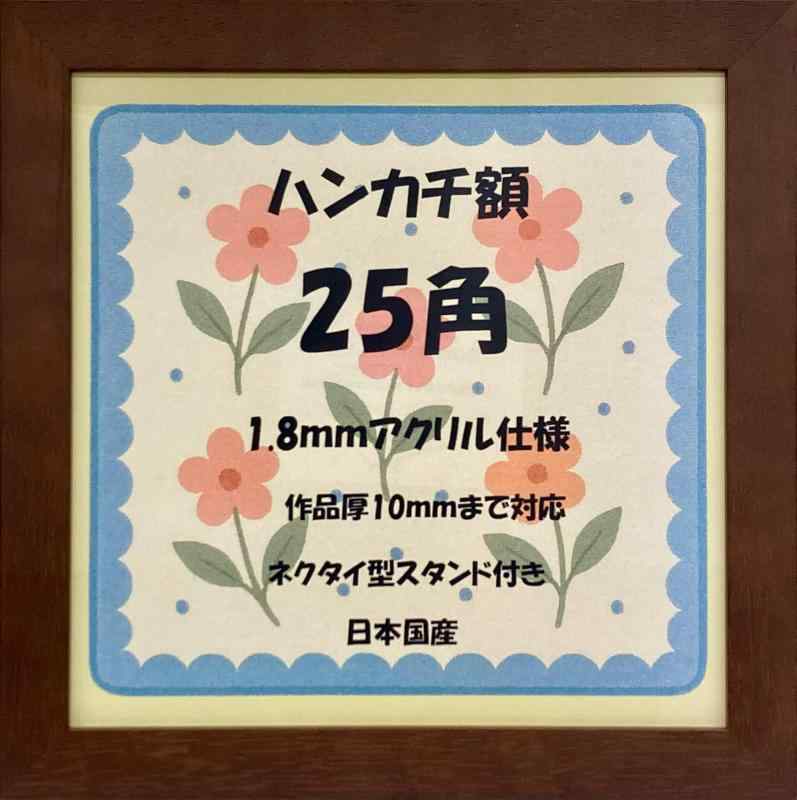 ハンカチ額
25角
1.8mmアクリル仕様
作品厚10mmまで対応
ネクタイ型スタンド付き
日本国産